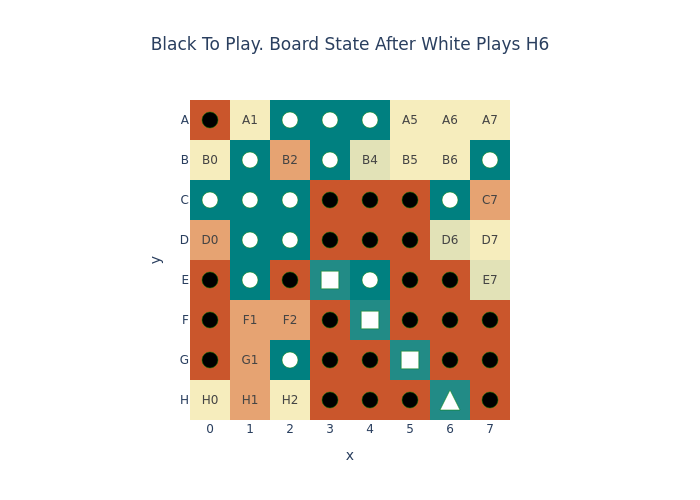 Black To Play. Board State After White Plays H6
A A1 A5 A6 A7
B B0 B2 B4 B5 B6
C C7
D D0 D6 D7
E E7
F F1 F2
G G1
H H0 H1 H2
0 1 2 3 4 5 6 7
x
y